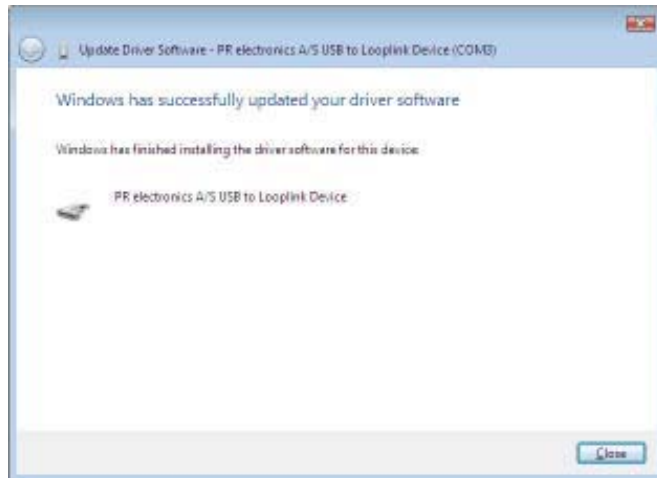 Update Driver Software - PR electronics A/S USB to Looplink Device (COM3)
Windows has successfully updated your driver software
Windows has finished installing the driver software for this device:
PR electronics A/S USB to Looplink Device
Close